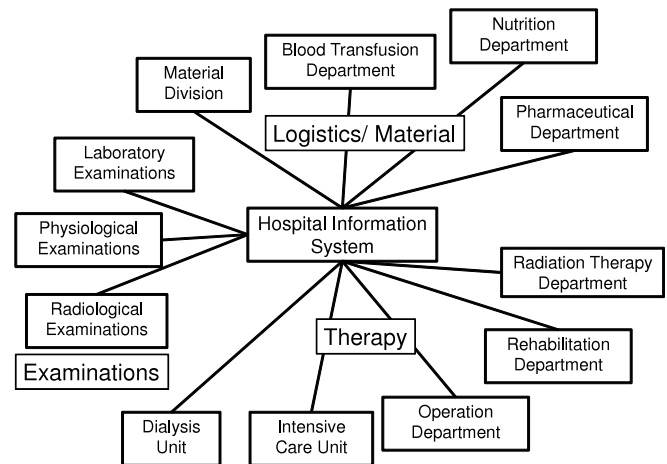 Nutrition
Department
Blood Transfusion
Department
Material
Division
Pharmaceutical
Department
Logistics/ Material
Laboratory
Examinations
Physiological
Examinations
Hospital Information
System
Radiation Therapy
Department
Radiological
Examinations
Therapy
Rehabilitation
Department
Examinations
Dialysis
Unit
Intensive
Care Unit
Operation
Department